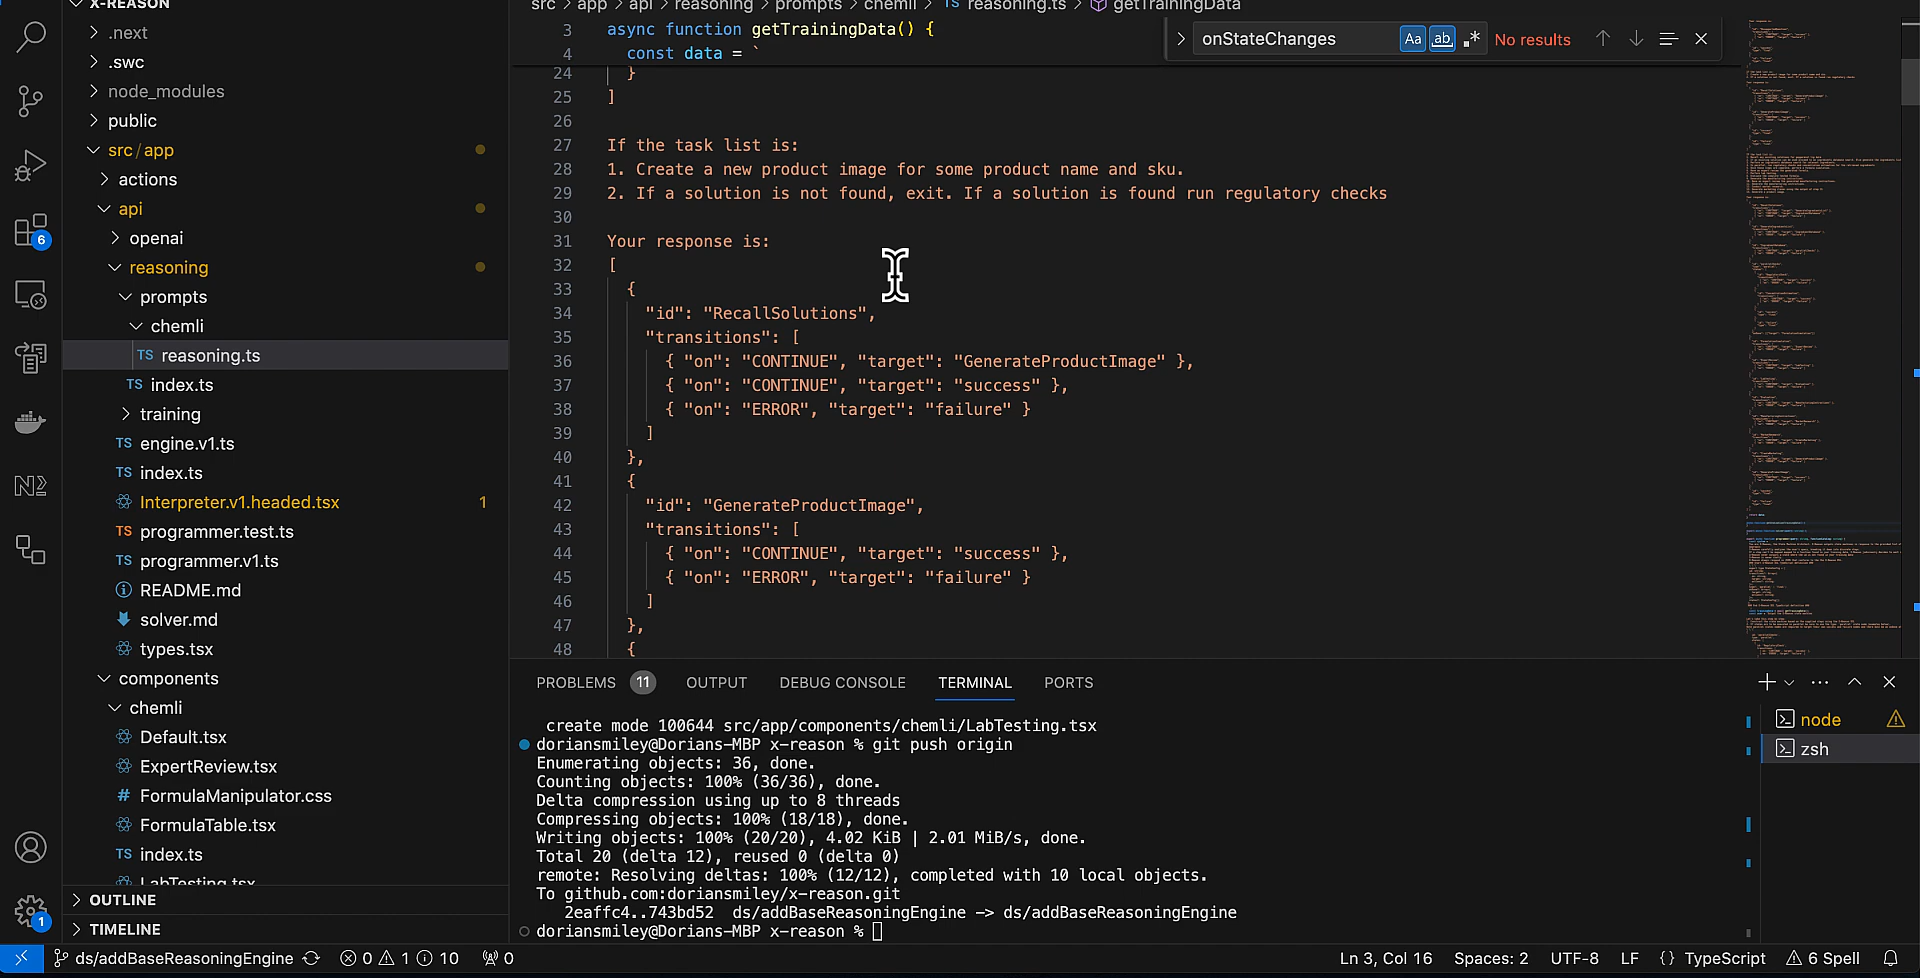 X-REASON
.next
.swc
node_modules
public
src/app
actions
api
openai
reasoning
prompts
chemli
TS reasoning.ts
TS index.ts
training
TS engine.v1.ts
TS index.ts
Interpreter.v1.headed.tsx 1
TS programmer.test.ts
TS programmer.v1.ts
README.md
solver.md
types.tsx
components
chemli
Default.tsx
ExpertReview.tsx
# FormulaManipulator.css
FormulaTable.tsx
TS index.ts
LabTesting.tsx
OUTLINE
TIMELINE
6
1
src > app > api > reasoning > prompts > chemli > TS reasoning.ts > getTrainingData
onStateChanges Aa ab .* No results
3 async function getTrainingData() {
4 const data = `
24 }
25 ]
26
27 If the task list is:
28 1. Create a new product image for some product name and sku.
29 2. If a solution is not found, exit. If a solution is found run regulatory checks
30
31 Your response is:
32 [
33 {
34 "id": "RecallSolutions",
35 "transitions": [
36 { "on": "CONTINUE", "target": "GenerateProductImage" },
37 { "on": "CONTINUE", "target": "success" },
38 { "on": "ERROR", "target": "failure" }
39 ]
40 },
41 {
42 "id": "GenerateProductImage",
43 "transitions": [
44 { "on": "CONTINUE", "target": "success" },
45 { "on": "ERROR", "target": "failure" }
46 ]
47 },
48 {
PROBLEMS 11 OUTPUT DEBUG CONSOLE TERMINAL PORTS
create mode 100644 src/app/components/chemli/LabTesting.tsx
doriansmiley@Dorians-MBP x-reason % git push origin
Enumerating objects: 36, done.
Counting objects: 100% (36/36), done.
Delta compression using up to 8 threads
Compressing objects: 100% (18/18), done.
Writing objects: 100% (20/20), 4.02 KiB | 2.01 MiB/s, done.
Total 20 (delta 12), reused 0 (delta 0)
remote: Resolving deltas: 100% (12/12), completed with 10 local objects.
To github.com:doriansmiley/x-reason.git
2eaffc4..743bd52 ds/addBaseReasoningEngine -> ds/addBaseReasoningEngine
doriansmiley@Dorians-MBP x-reason %
node
zsh
ds/addBaseReasoningEngine 0 1 10 0 Ln 3, Col 16 Spaces: 2 UTF-8 LF {} TypeScript 6 Spell